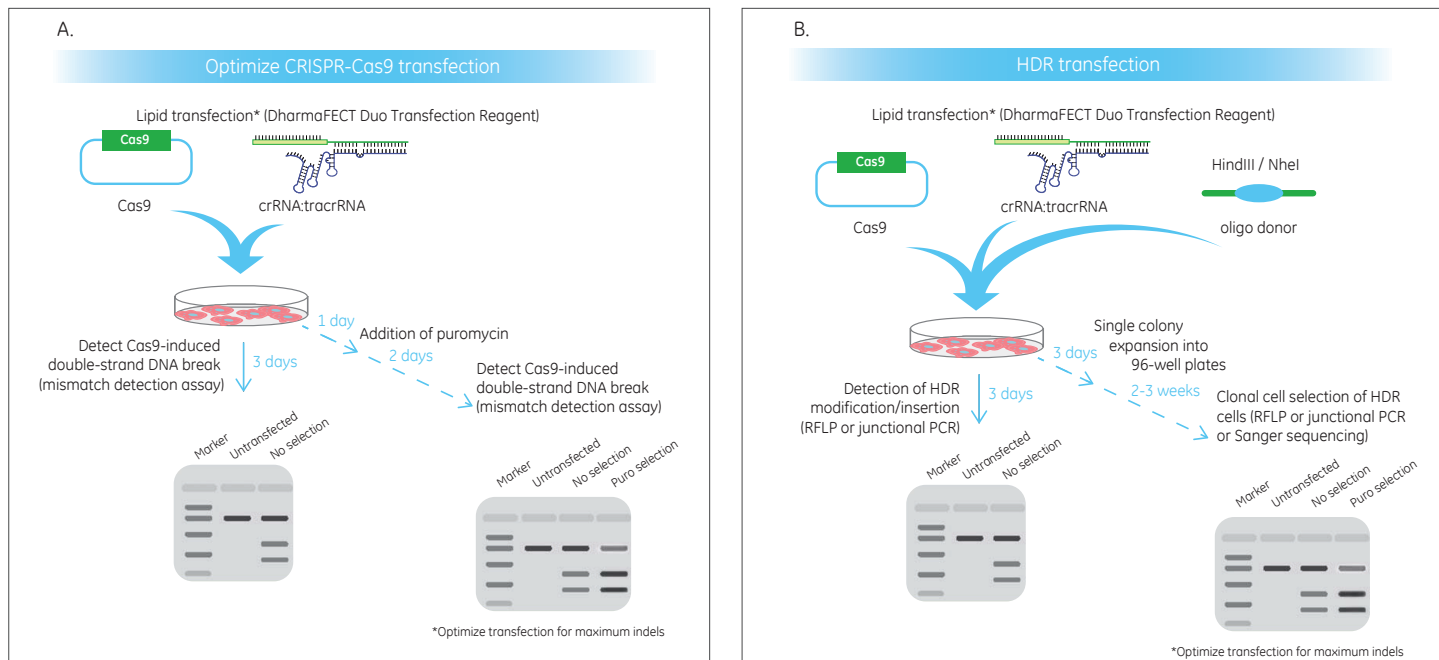 A.
Optimize CRISPR-Cas9 transfection
Lipid transfection* (DharmaFECT Duo Transfection Reagent)
Cas9
Cas9
crRNA:tracrRNA
1 day
Addition of puromycin
Detect Cas9-induced
double-strand DNA break
(mismatch detection assay)
3 days
2 days
Detect Cas9-induced
double-strand DNA break
(mismatch detection assay)
Marker
Untransfected
No selection
Marker
Untransfected
No selection
Puro selection
*Optimize transfection for maximum indels
B.
HDR transfection
Lipid transfection* (DharmaFECT Duo Transfection Reagent)
Cas9
HindIII / NheI
Cas9
crRNA:tracrRNA
oligo donor
3 days
Single colony
expansion into
96-well plates
Detection of HDR
modification/insertion
(RFLP or junctional PCR)
3 days
2-3 weeks
Clonal cell selection of HDR
cells (RFLP or junctional PCR
or Sanger sequencing)
Marker
Untransfected
No selection
Marker
Untransfected
No selection
Puro selection
*Optimize transfection for maximum indels